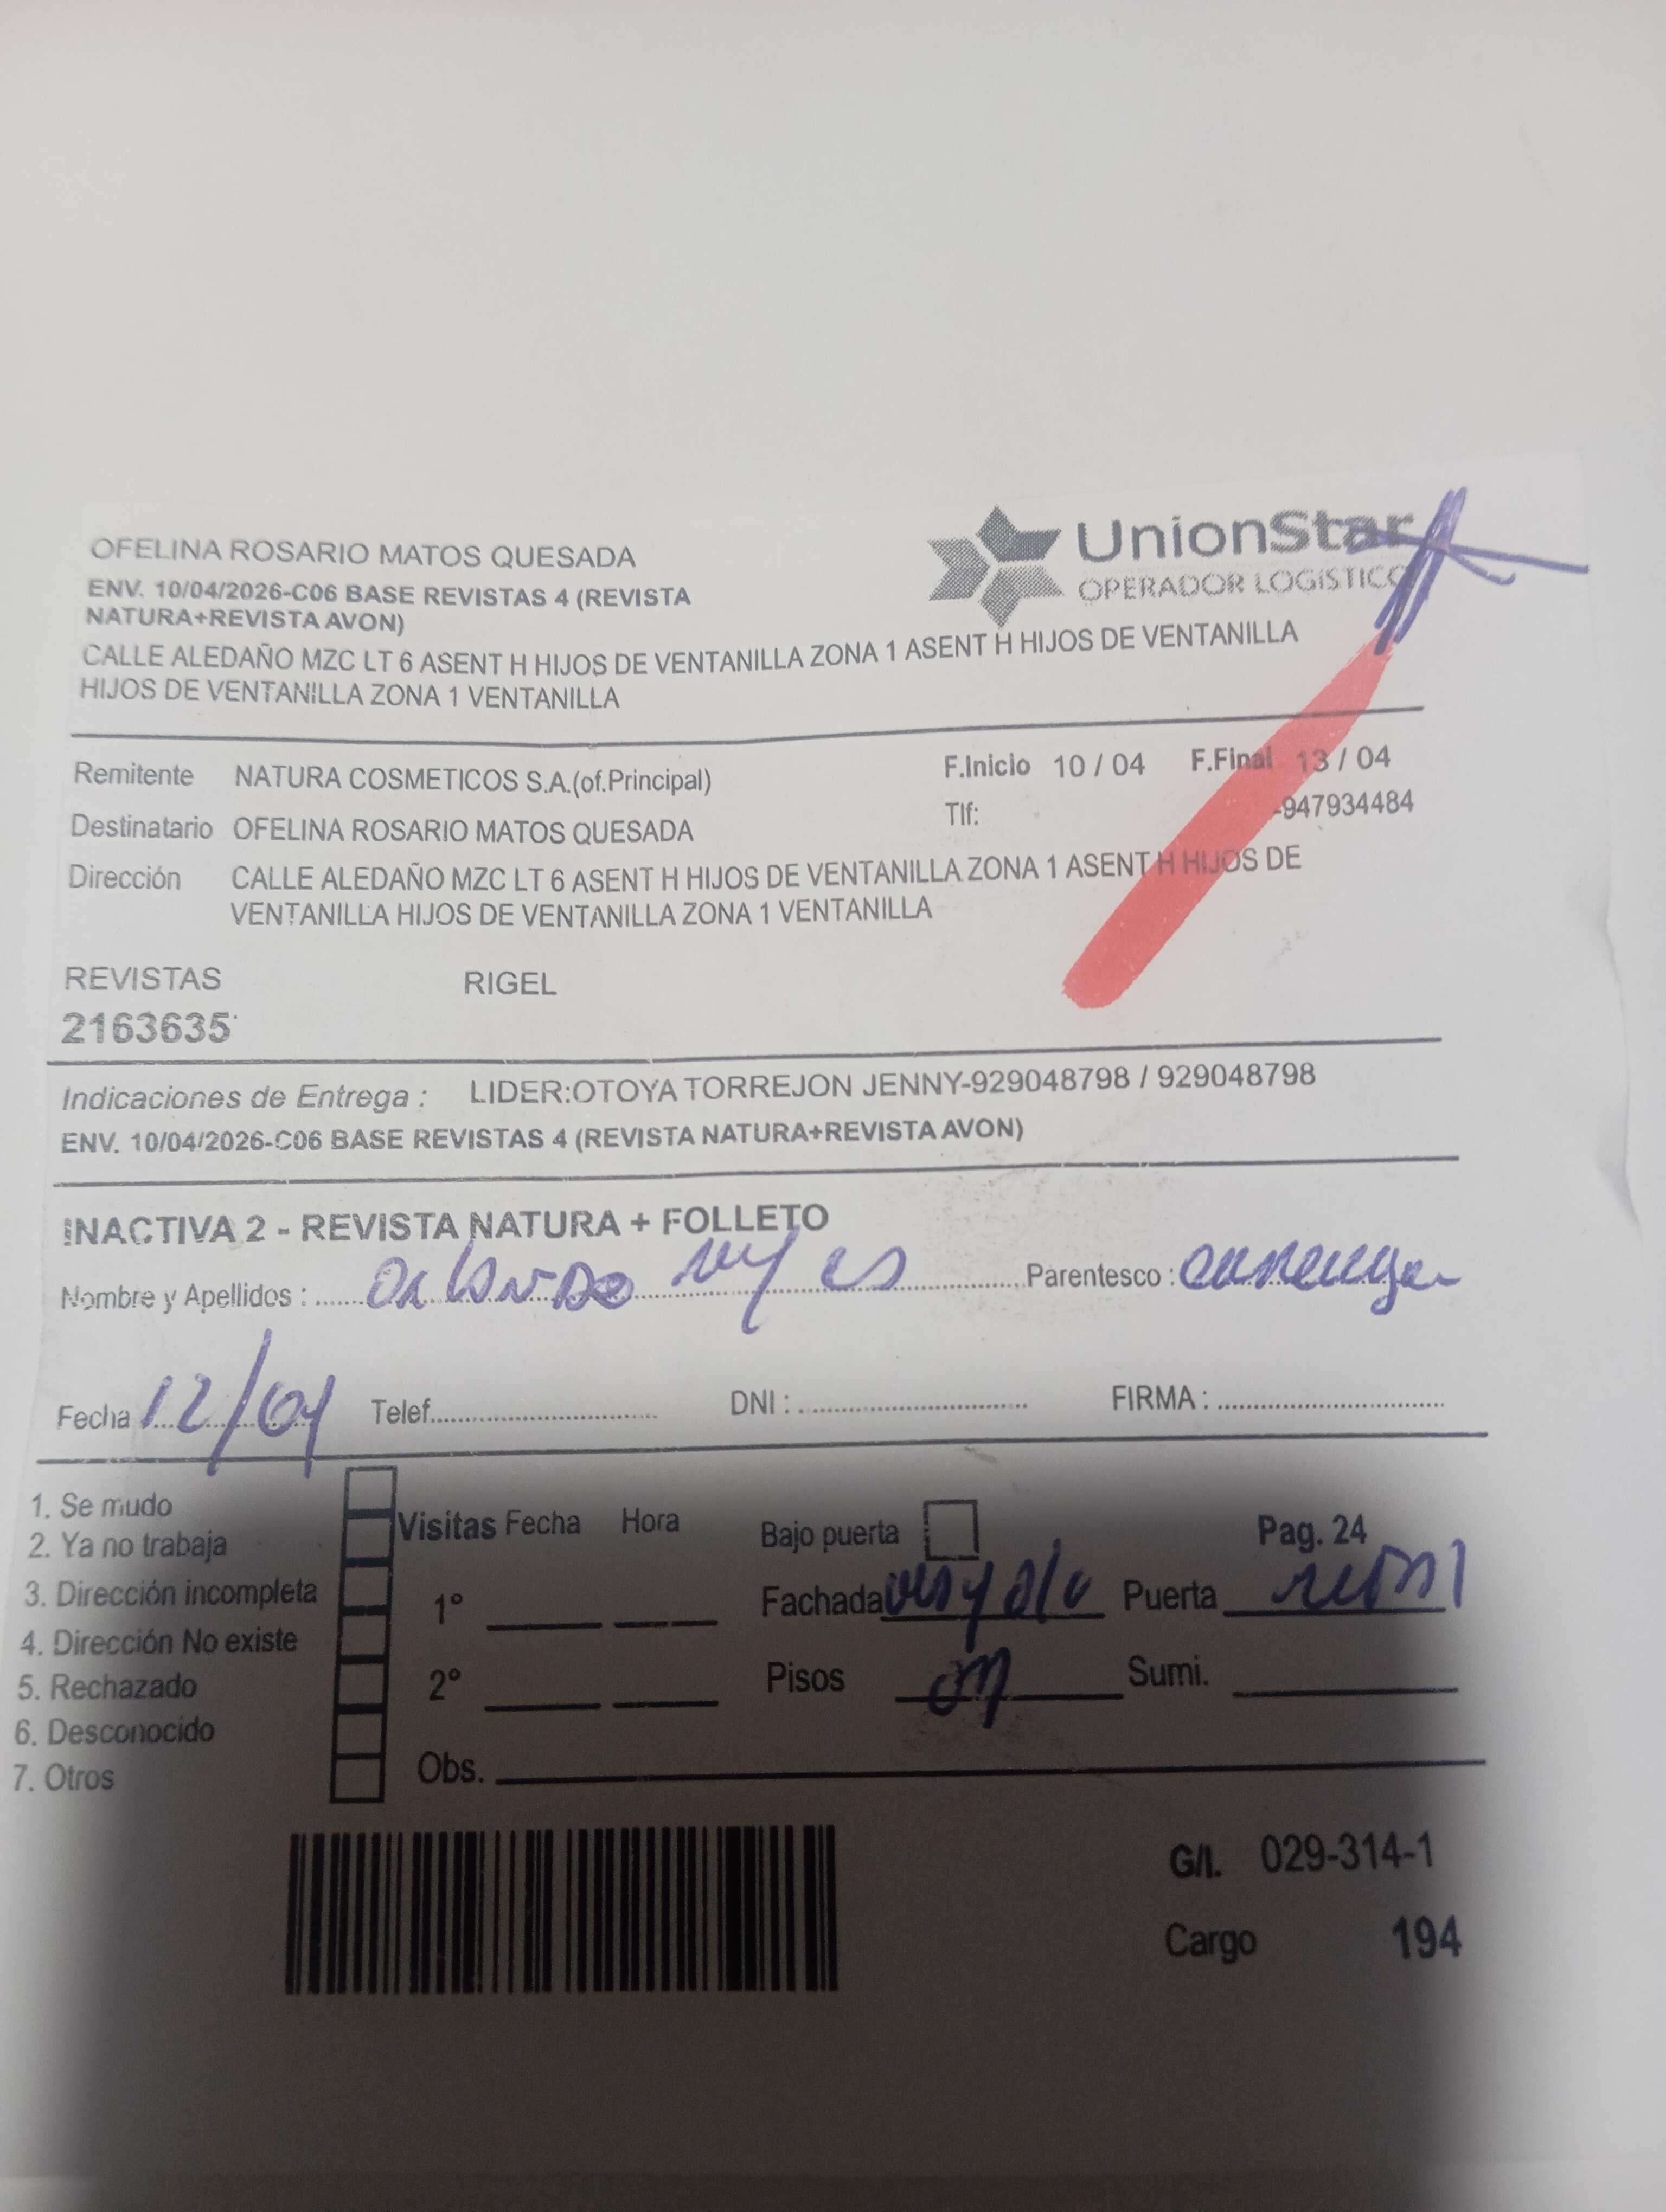 OFELINA ROSARIO MATOS QUESADA
ENV. 10/04/2026-C06 BASE REVISTAS 4 (REVISTA
NATURA+REVISTA AVON)
CALLE ALEDAÑO MZC LT 6 ASENT H HIJOS DE VENTANILLA ZONA 1 ASENT H HIJOS DE VENTANILLA
HIJOS DE VENTANILLA ZONA 1 VENTANILLA
UnionStar
OPERADOR LOGISTICO
Remitente NATURA COSMETICOS S.A.(of.Principal) F.Inicio 10 / 04 F.Final 13 / 04
Destinatario OFELINA ROSARIO MATOS QUESADA Tlf: -947934484
Dirección CALLE ALEDAÑO MZC LT 6 ASENT H HIJOS DE VENTANILLA ZONA 1 ASENT H HIJOS DE
VENTANILLA HIJOS DE VENTANILLA ZONA 1 VENTANILLA
REVISTAS RIGEL
2163635
Indicaciones de Entrega : LIDER:OTOYA TORREJON JENNY-929048798 / 929048798
ENV. 10/04/2026-C06 BASE REVISTAS 4 (REVISTA NATURA+REVISTA AVON)
INACTIVA 2 - REVISTA NATURA + FOLLETO
Nombre y Apellidos : Parentesco :
Fecha 12/04 Telef. DNI : FIRMA :
1. Se mudo
2. Ya no trabaja
3. Dirección incompleta
4. Dirección No existe
5. Rechazado
6. Desconocido
7. Otros
Visitas Fecha Hora
1°
2°
Obs.
Bajo puerta Pag. 24
Fachada Puerta
Pisos Sumi.
G/I. 029-314-1
Cargo 194